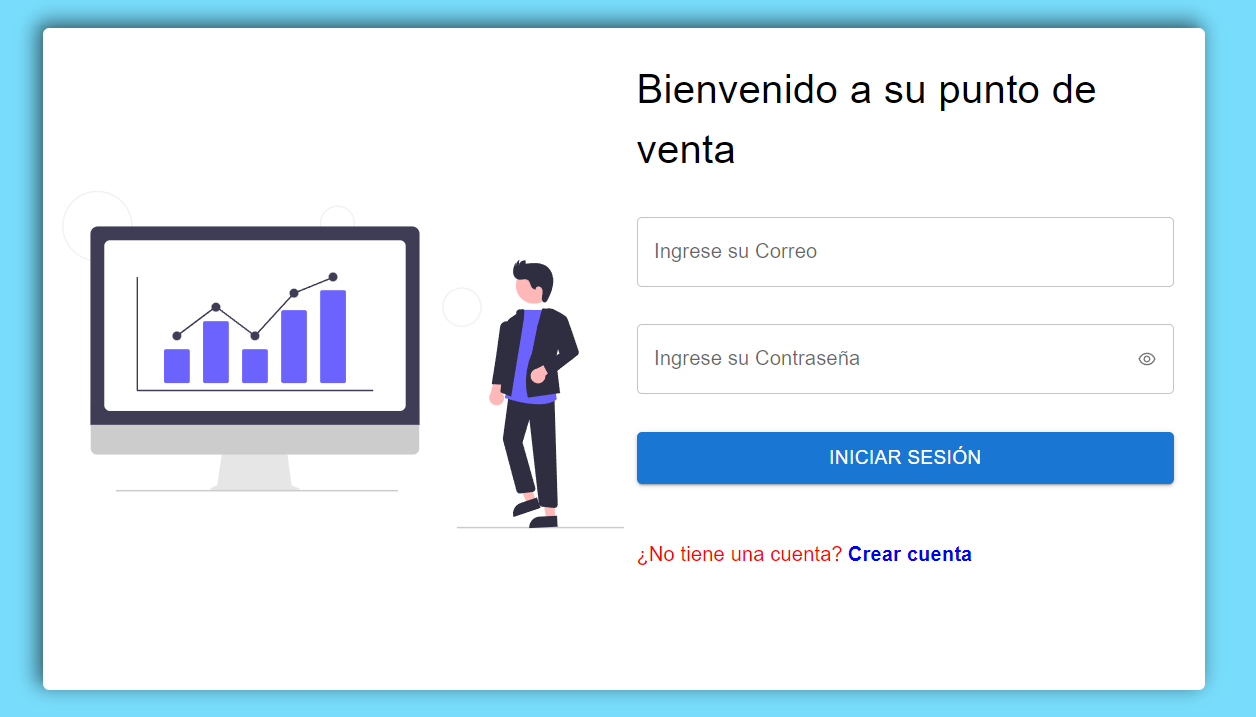 Bienvenido a su punto de
venta
Ingrese su Correo
Ingrese su Contraseña
INICIAR SESIÓN
¿No tiene una cuenta? Crear cuenta